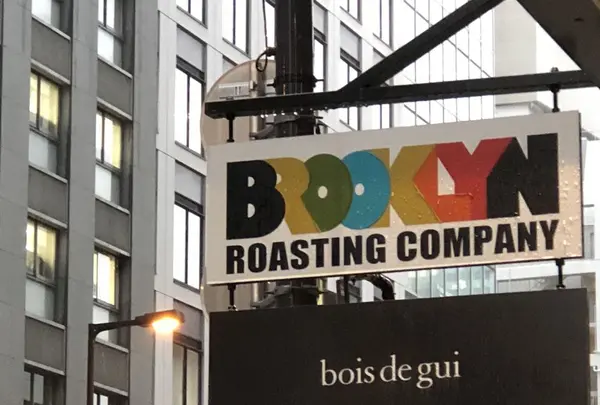 BROOKLYN
ROASTING COMPANY
bois de gui